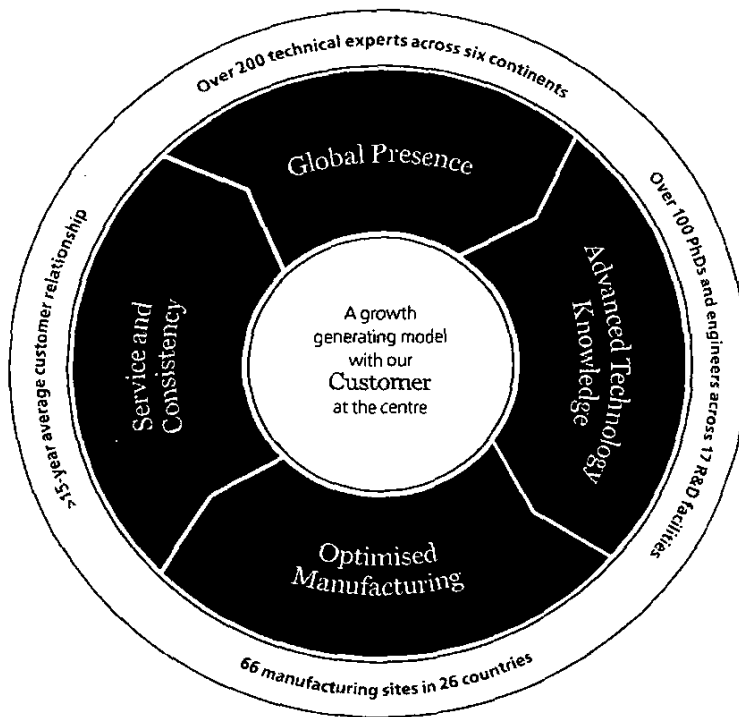 Over 200 technical experts across six continents
Global Presence
Over 100 PhDs and engineers across 17 R&D facilities
Advanced Technology
Knowledge
A growth
generating model
with our
Customer
at the centre
Service and
Consistency
>15-year average customer relationship
Optimised
Manufacturing
66 manufacturing sites in 26 countries